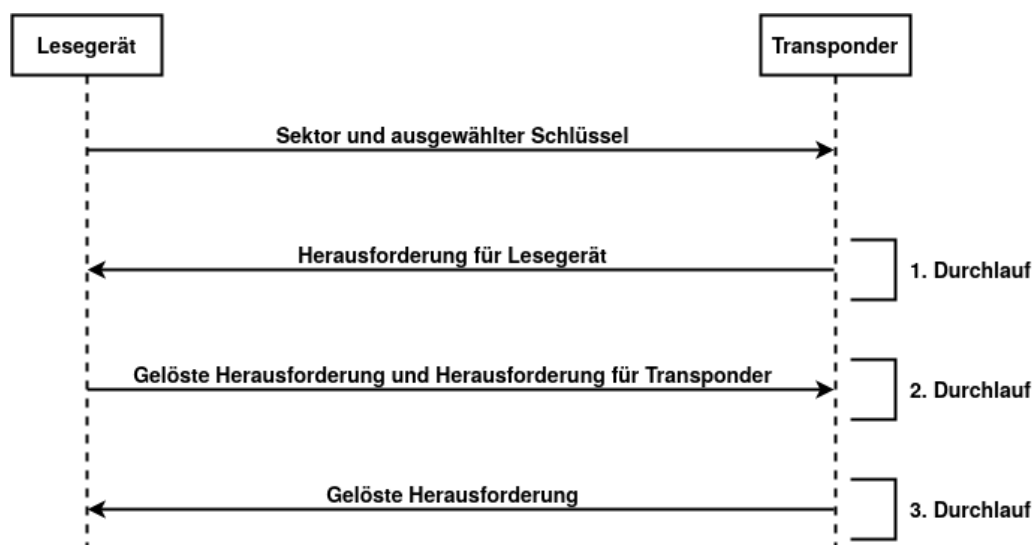 Lesegerät
Transponder
Sektor und ausgewählter Schlüssel
Herausforderung für Lesegerät
1. Durchlauf
Gelöste Herausforderung und Herausforderung für Transponder
2. Durchlauf
Gelöste Herausforderung
3. Durchlauf